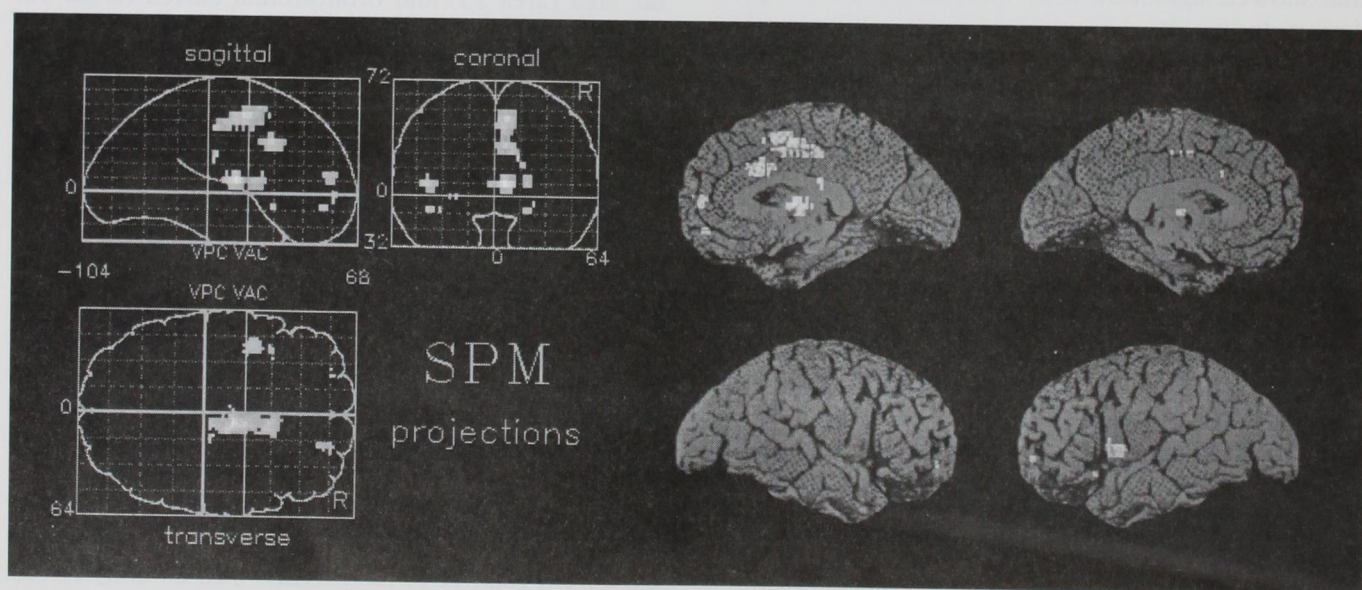 sagittal
coronal
72
R
0
0
VPC VAC
32
-104
68
0
64
VPC VAC
SPM
projections
0
R
64
transverse